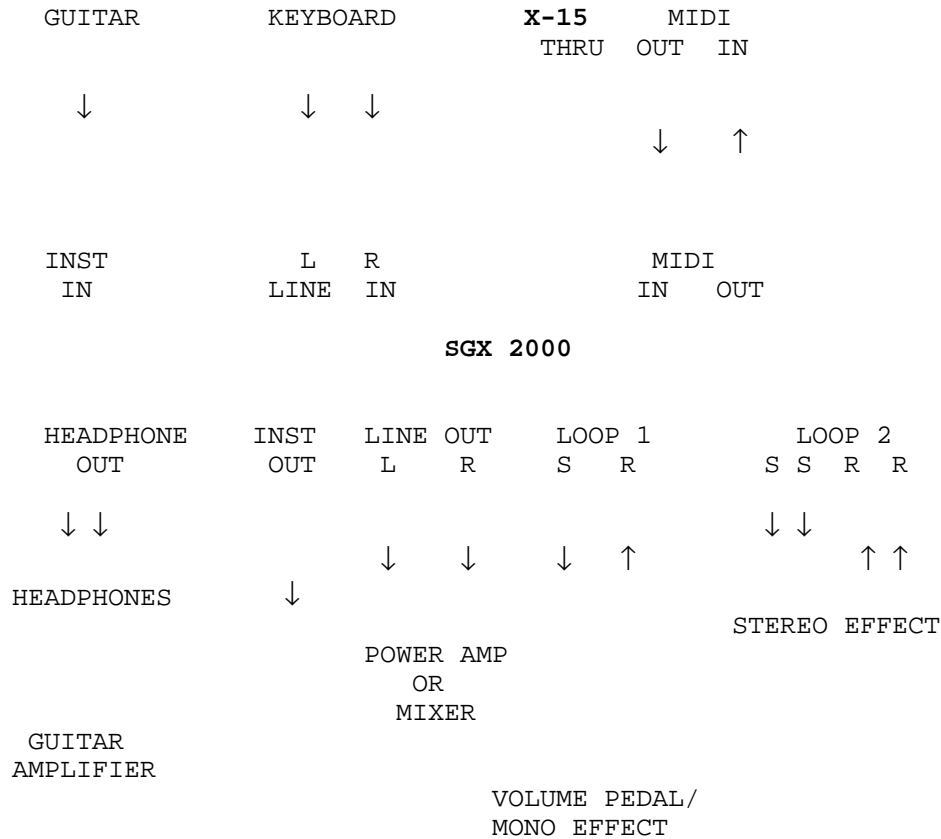 GUITAR KEYBOARD X-15 MIDI
THRU OUT IN
↓ ↓ ↓
↓ ↑
INST L R MIDI
IN LINE IN IN OUT
SGX 2000
HEADPHONE INST LINE OUT LOOP 1 LOOP 2
OUT OUT L R S R S S R R
↓ ↓ ↓ ↓
↓ ↓ ↓ ↑ ↑ ↑
HEADPHONES ↓
STEREO EFFECT
POWER AMP
OR
MIXER
GUITAR
AMPLIFIER
VOLUME PEDAL/
MONO EFFECT